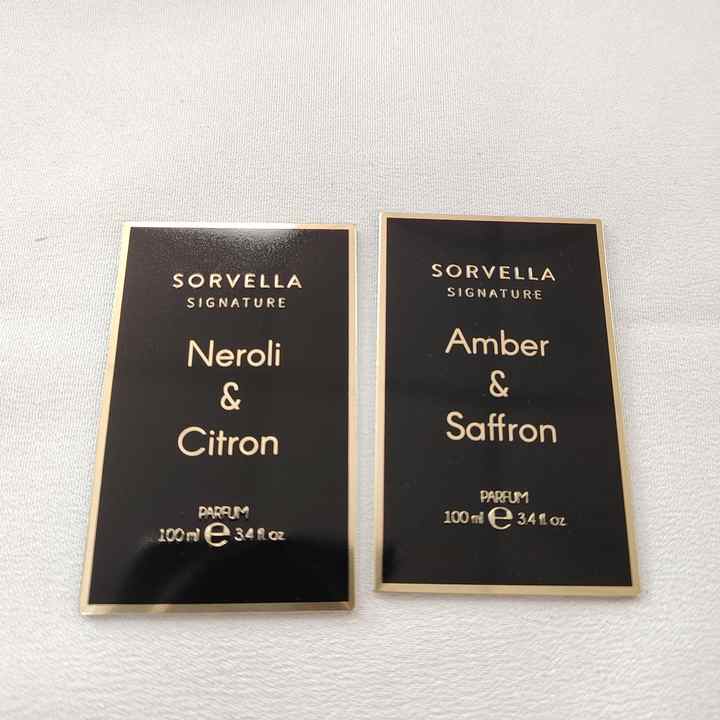 SORVELLA
SIGNATURE
Neroli
&
Citron
PARFUM
100 ml e 3.4 fl. oz
SORVELLA
SIGNATURE
Amber
&
Saffron
PARFUM
100 ml e 3.4 fl. oz